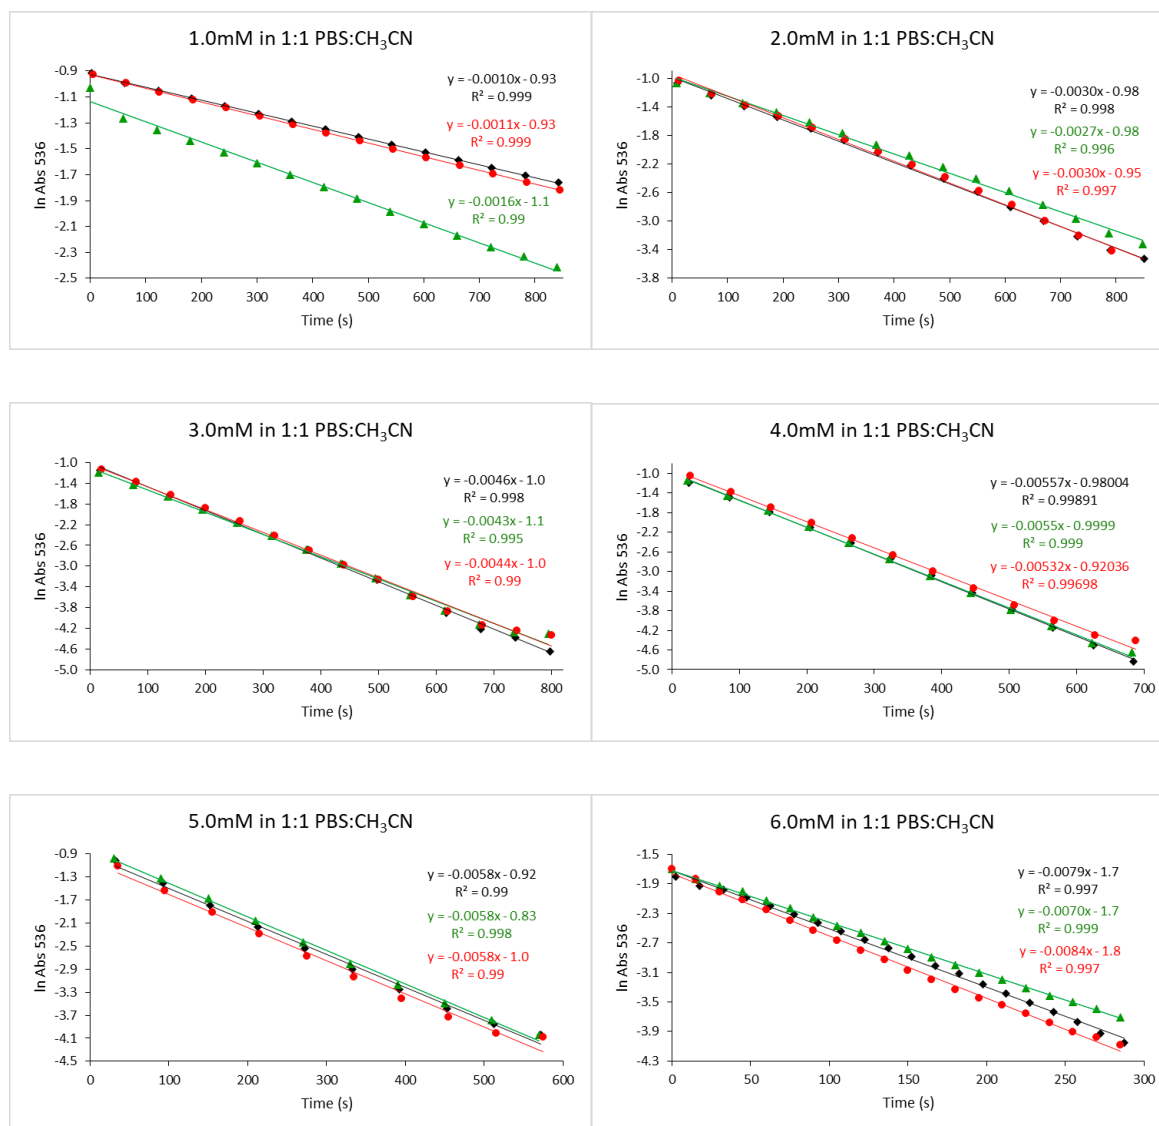 1.0mM in 1:1 PBS:CH₃CN
y = -0.0010x - 0.93
R² = 0.999
y = -0.0011x - 0.93
R² = 0.999
y = -0.0016x - 1.1
R² = 0.99
ln Abs 536
-0.9
-1.1
-1.3
-1.5
-1.7
-1.9
-2.1
-2.3
-2.5
0 100 200 300 400 500 600 700 800
Time (s)
2.0mM in 1:1 PBS:CH₃CN
y = -0.0030x - 0.98
R² = 0.998
y = -0.0027x - 0.98
R² = 0.996
y = -0.0030x - 0.95
R² = 0.997
ln Abs 536
-1.0
-1.4
-1.8
-2.2
-2.6
-3.0
-3.4
-3.8
0 100 200 300 400 500 600 700 800
Time (s)
3.0mM in 1:1 PBS:CH₃CN
y = -0.0046x - 1.0
R² = 0.998
y = -0.0043x - 1.1
R² = 0.995
y = -0.0044x - 1.0
R² = 0.99
ln Abs 536
-1.0
-1.4
-1.8
-2.2
-2.6
-3.0
-3.4
-3.8
-4.2
-4.6
-5.0
0 100 200 300 400 500 600 700 800
Time (s)
4.0mM in 1:1 PBS:CH₃CN
y = -0.00557x - 0.98004
R² = 0.99891
y = -0.0055x - 0.9999
R² = 0.999
y = -0.00532x - 0.92036
R² = 0.99698
ln Abs 536
-1.0
-1.4
-1.8
-2.2
-2.6
-3.0
-3.4
-3.8
-4.2
-4.6
-5.0
0 100 200 300 400 500 600 700
Time (s)
5.0mM in 1:1 PBS:CH₃CN
y = -0.0058x - 0.92
R² = 0.99
y = -0.0058x - 0.83
R² = 0.998
y = -0.0058x - 1.0
R² = 0.99
ln Abs 536
-0.9
-1.3
-1.7
-2.1
-2.5
-2.9
-3.3
-3.7
-4.1
-4.5
0 100 200 300 400 500 600
Time (s)
6.0mM in 1:1 PBS:CH₃CN
y = -0.0079x - 1.7
R² = 0.997
y = -0.0070x - 1.7
R² = 0.999
y = -0.0084x - 1.8
R² = 0.997
ln Abs 536
-1.5
-1.9
-2.3
-2.7
-3.1
-3.5
-3.9
-4.3
0 50 100 150 200 250 300
Time (s)